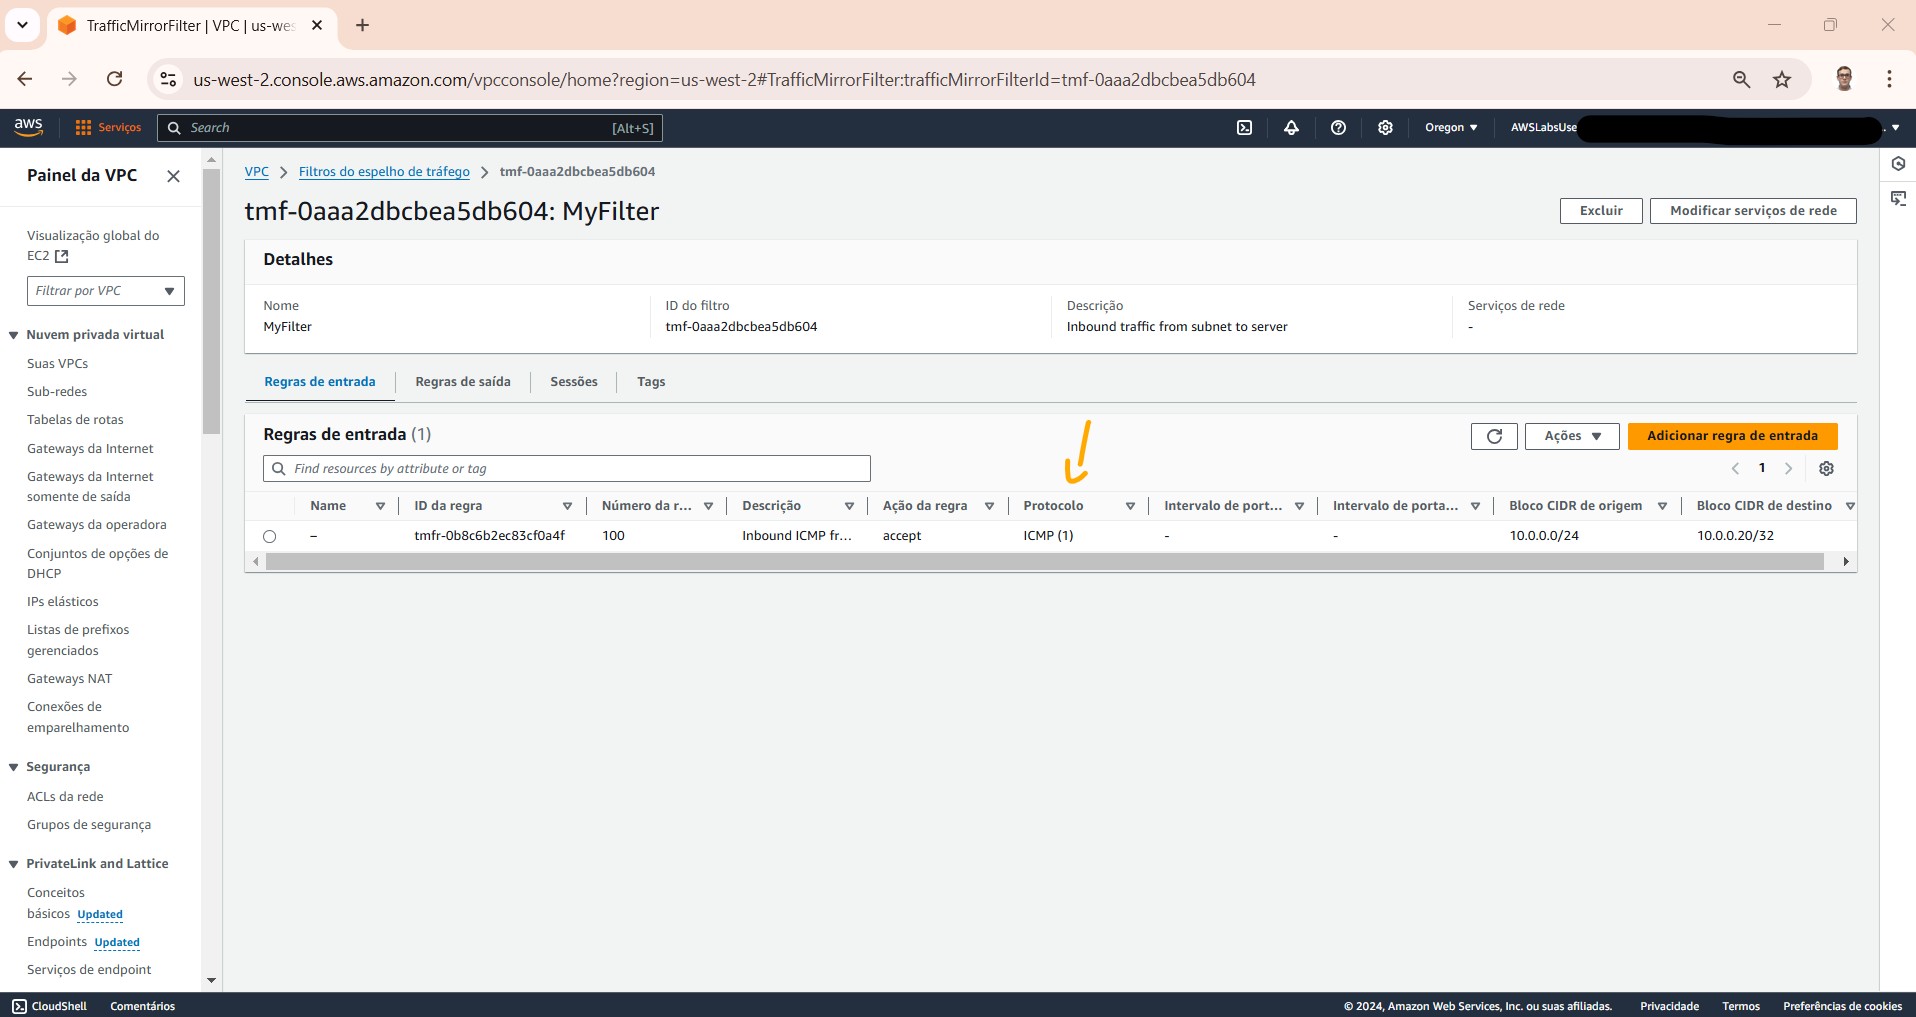 TrafficMirrorFilter | VPC | us-wes
us-west-2.console.aws.amazon.com/vpcconsole/home?region=us-west-2#TrafficMirrorFilter:trafficMirrorFilterId=tmf-0aaa2dbcbea5db604
aws Serviços Search [Alt+S] Oregon AWSLabsUse
Painel da VPC
Visualização global do
EC2
Filtrar por VPC
Nuvem privada virtual
Suas VPCs
Sub-redes
Tabelas de rotas
Gateways da Internet
Gateways da Internet
somente de saída
Gateways da operadora
Conjuntos de opções de
DHCP
IPs elásticos
Listas de prefixos
gerenciados
Gateways NAT
Conexões de
emparelhamento
Segurança
ACLs da rede
Grupos de segurança
PrivateLink and Lattice
Conceitos
básicos Updated
Endpoints Updated
Serviços de endpoint
VPC > Filtros do espelho de tráfego > tmf-0aaa2dbcbea5db604
tmf-0aaa2dbcbea5db604: MyFilter
Excluir Modificar serviços de rede
Detalhes
Nome ID do filtro Descrição Serviços de rede
MyFilter tmf-0aaa2dbcbea5db604 Inbound traffic from subnet to server -
Regras de entrada Regras de saída Sessões Tags
Regras de entrada (1)
Ações Adicionar regra de entrada
Find resources by attribute or tag
1
Name ID da regra Número da r... Descrição Ação da regra Protocolo Intervalo de port... Intervalo de porta... Bloco CIDR de origem Bloco CIDR de destino
– tmfr-0b8c6b2ec83cf0a4f 100 Inbound ICMP fr... accept ICMP (1) - - 10.0.0.0/24 10.0.0.20/32
CloudShell Comentários © 2024, Amazon Web Services, Inc. ou suas afiliadas. Privacidade Termos Preferências de cookies